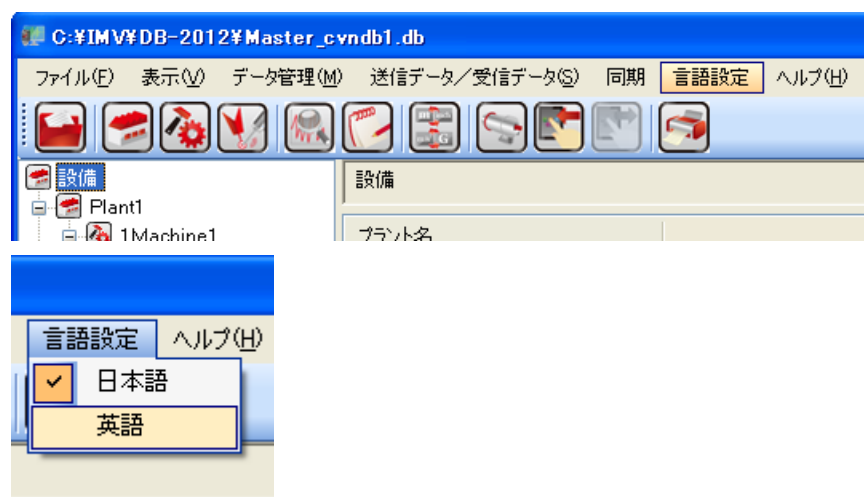 C:¥IMV¥DB-2012¥Master_cvndb1.db
ファイル(F) 表示(V) データ管理(M) 送信データ／受信データ(S) 同期 言語設定 ヘルプ(H)
設備
設備
Plant1
1Machine1
プラント名
言語設定 ヘルプ(H)
日本語
英語